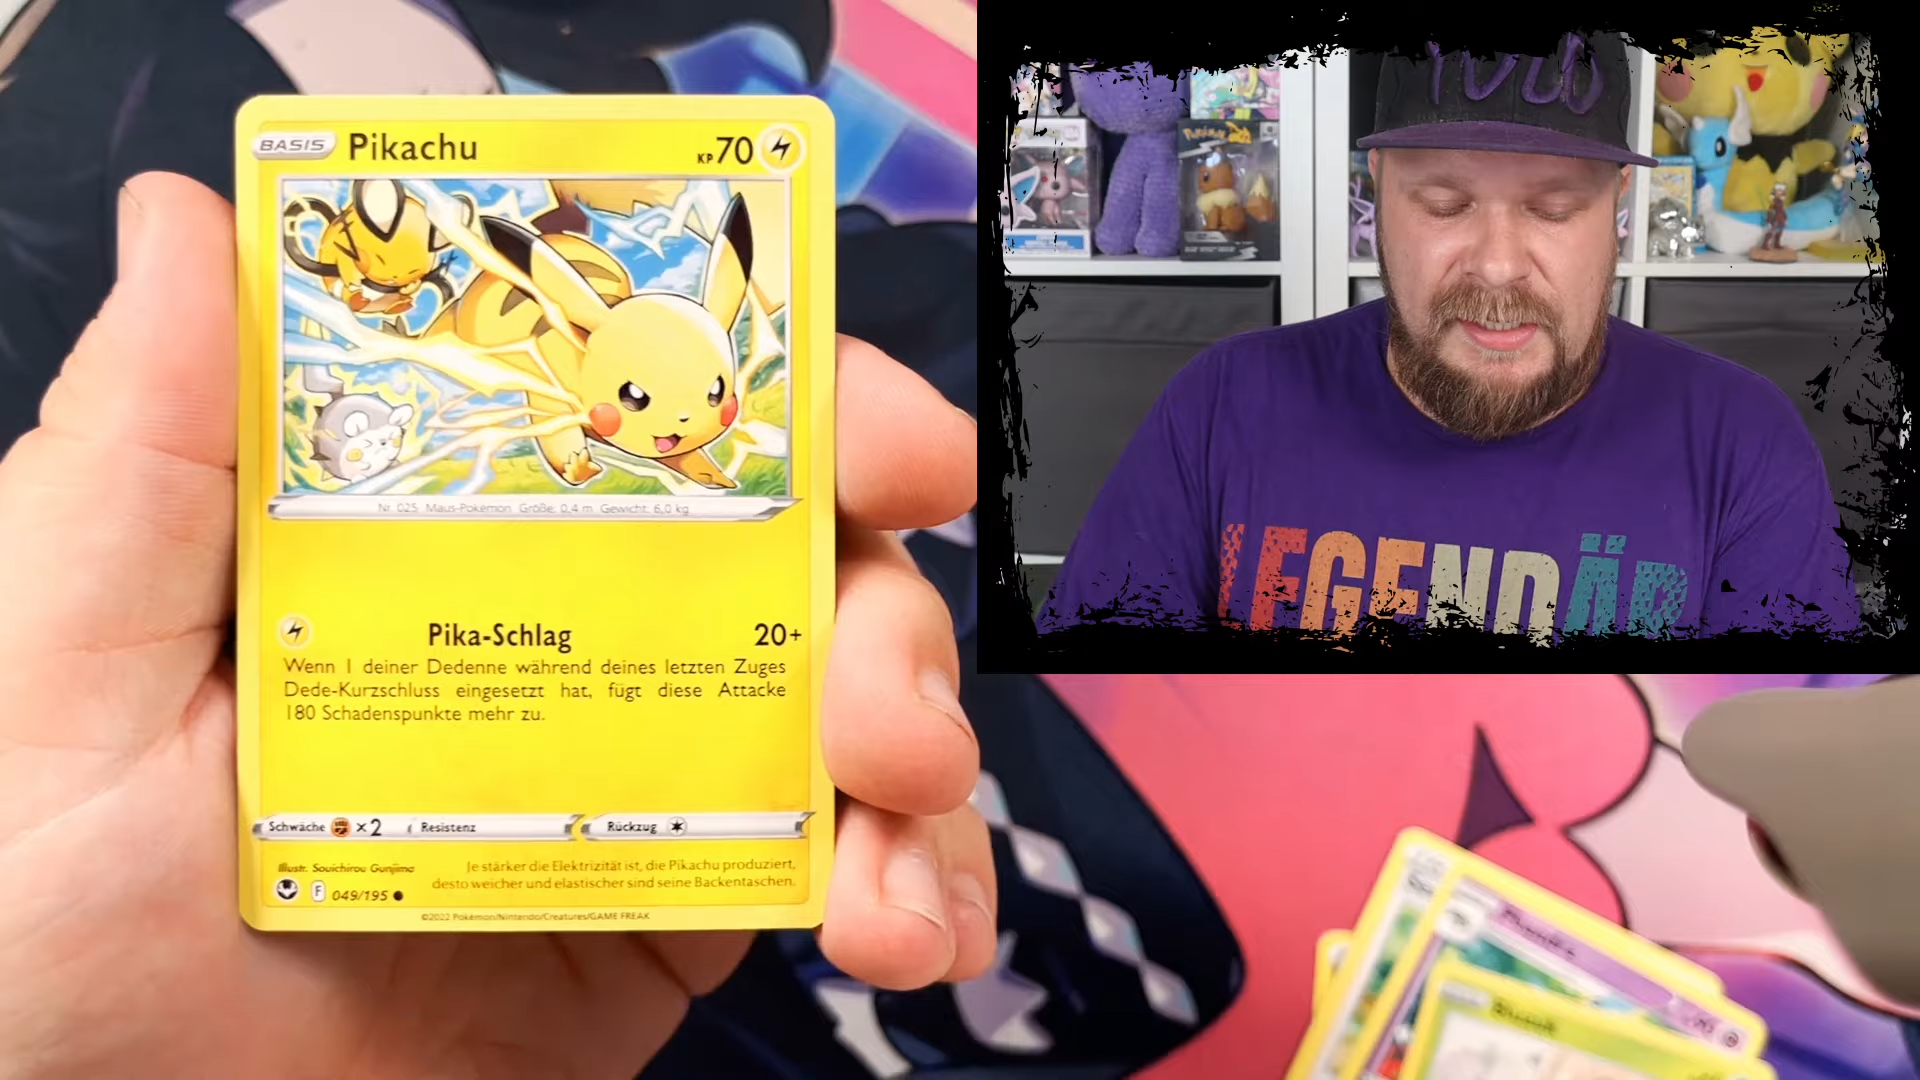 BASIS Pikachu KP 70
Nr. 025 Maus-Pokémon Größe: 0,4 m Gewicht: 6,0 kg
Pika-Schlag 20+
Wenn 1 deiner Dedenne während deines letzten Zuges
Dede-Kurzschluss eingesetzt hat, fügt diese Attacke
180 Schadenspunkte mehr zu.
Schwäche ×2 Resistenz Rückzug
Illustr. Souichirou Gunjima
Je stärker die Elektrizität ist, die Pikachu produziert,
desto weicher und elastischer sind seine Backentaschen.
F 049/195
©2022 Pokémon/Nintendo/Creatures/GAME FREAK
Pokémon
LEGENDÄR